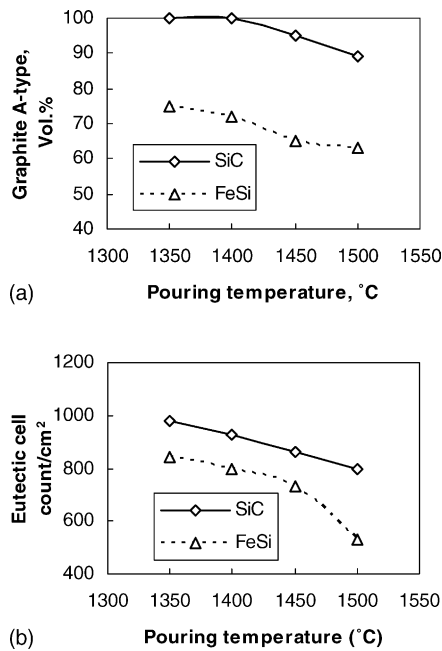 100
90
80
70
60
50
40
Graphite A-type,
Vol.%
SiC
FeSi
1300 1350 1400 1450 1500 1550
(a)
Pouring temperature, ˚C
1200
1000
800
600
400
Eutectic cell
count/cm²
SiC
FeSi
1300 1350 1400 1450 1500 1550
(b)
Pouring temperature (˚C)